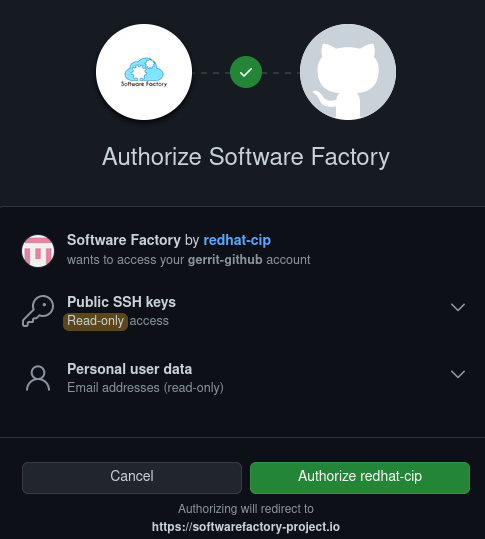 Software Factory
Authorize Software Factory
Software Factory by redhat-cip
wants to access your gerrit-github account
Public SSH keys
Read-only access
Personal user data
Email addresses (read-only)
Cancel
Authorize redhat-cip
Authorizing will redirect to
https://softwarefactory-project.io